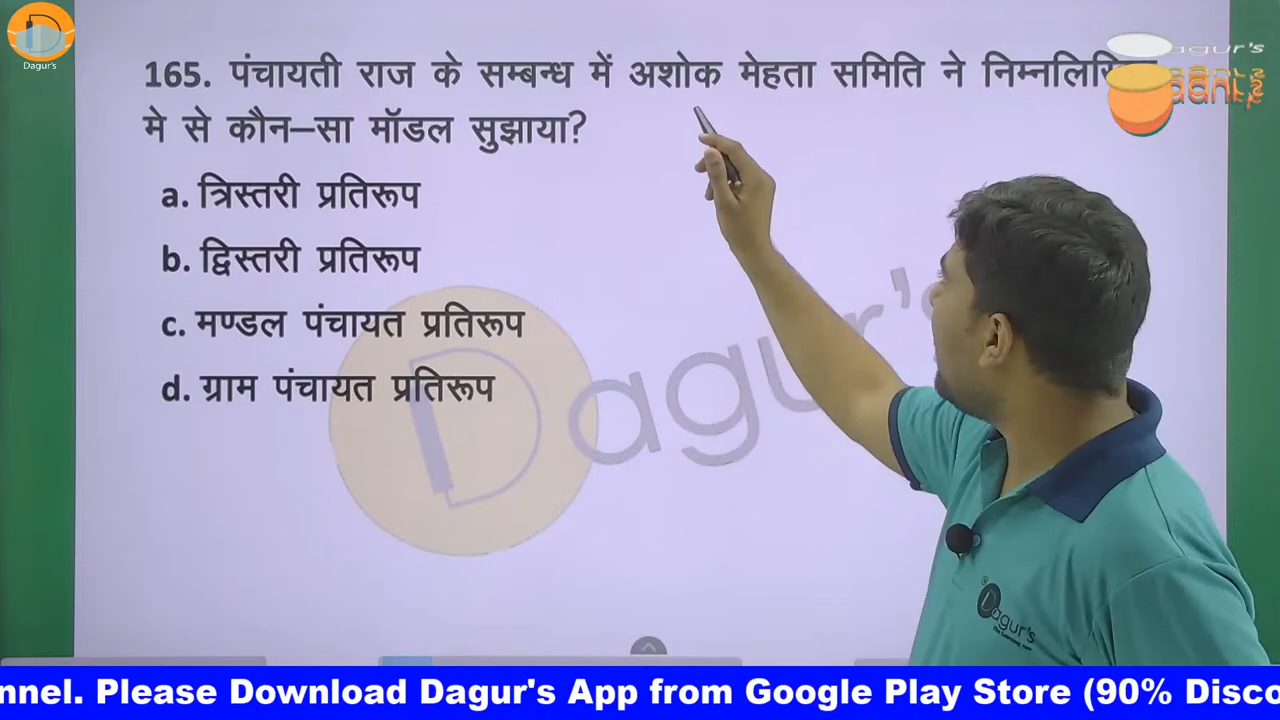 Dagur's
165. पंचायती राज के सम्बन्ध में अशोक मेहता समिति ने
मे से कौन–सा मॉडल सुझाया?
a. त्रिस्तरी प्रतिरूप
b. द्विस्तरी प्रतिरूप
c. मण्डल पंचायत प्रतिरूप
d. ग्राम पंचायत प्रतिरूप
Dagur's
Dagur's
nnel. Please Download Dagur's App from Google Play Store (90% Disco